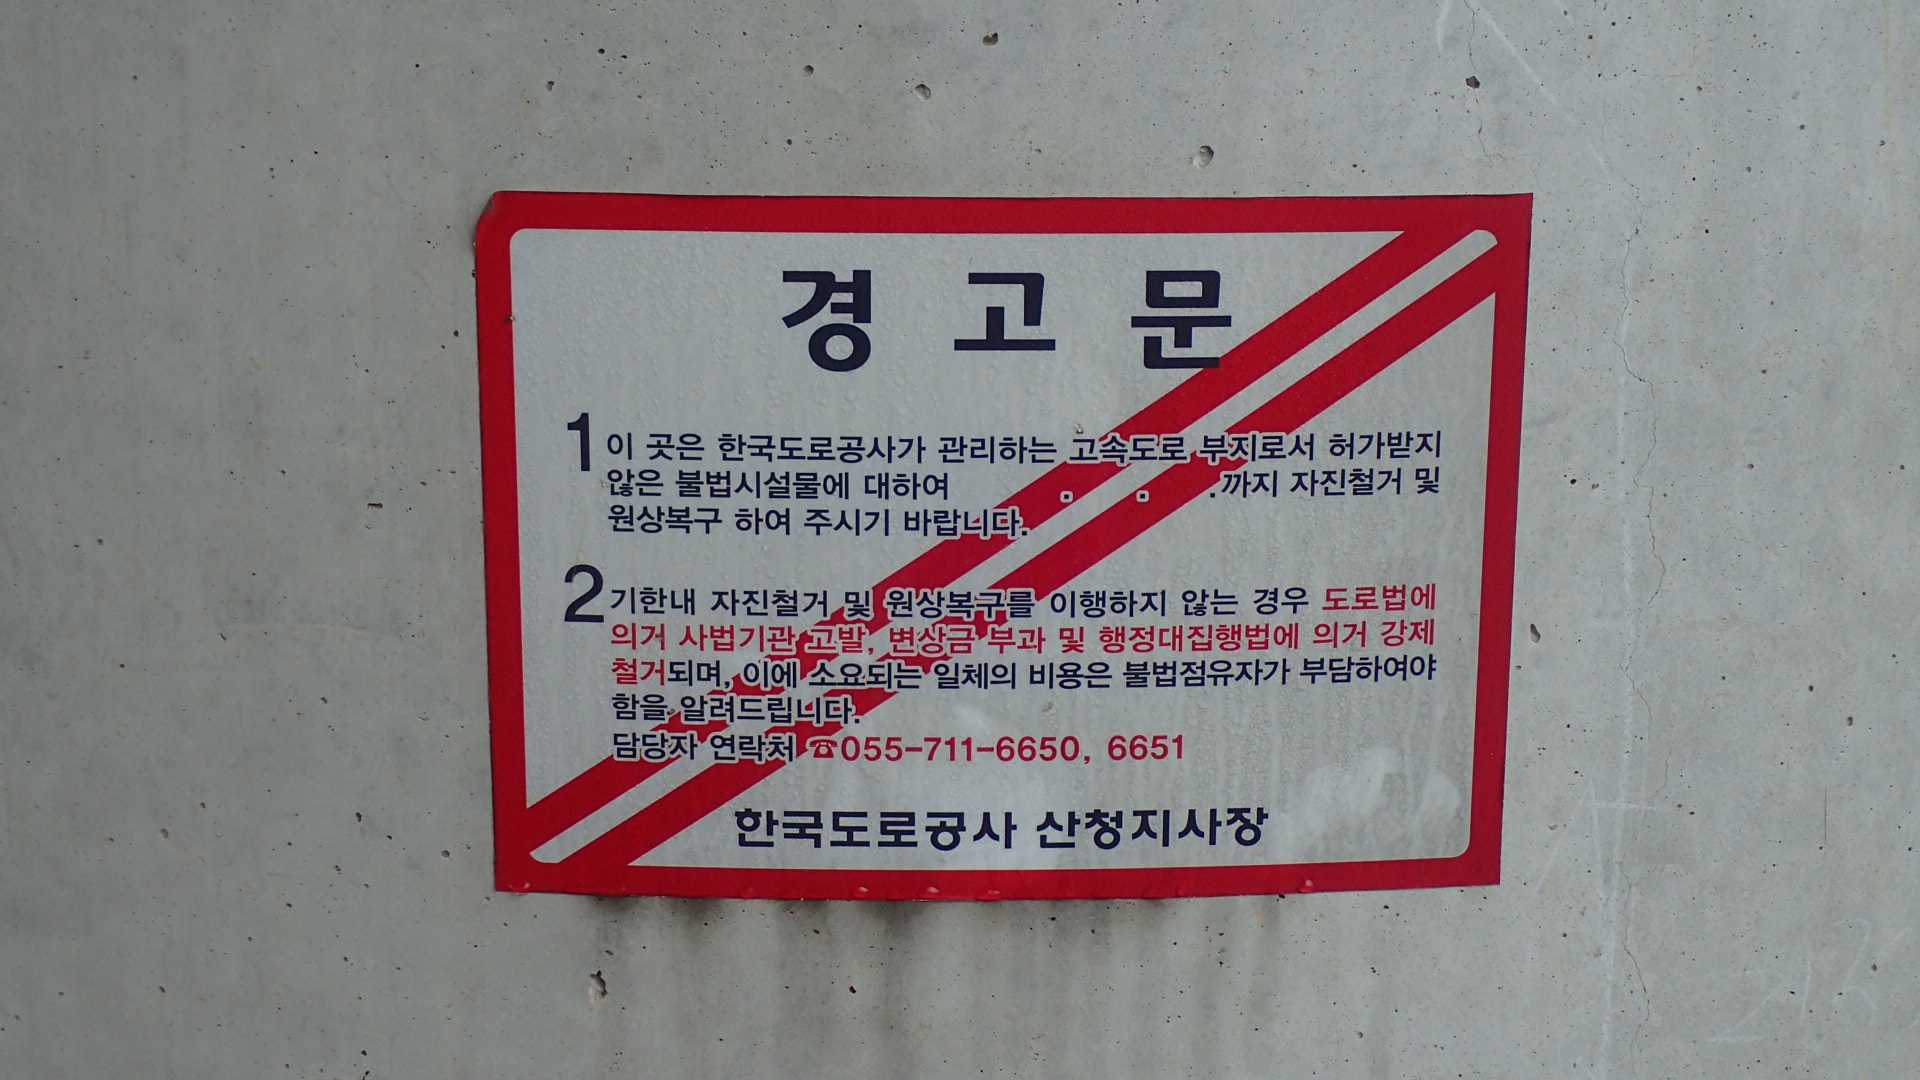 경고문
1 이 곳은 한국도로공사가 관리하는 고속도로 부지로서 허가받지
않은 불법시설물에 대하여 . . .까지 자진철거 및
원상복구 하여 주시기 바랍니다.
2 기한내 자진철거 및 원상복구를 이행하지 않는 경우 도로법에
의거 사법기관 고발, 변상금 부과 및 행정대집행법에 의거 강제
철거되며, 이에 소요되는 일체의 비용은 불법점유자가 부담하여야
함을 알려드립니다.
담당자 연락처 ☎055-711-6650, 6651
한국도로공사 산청지사장